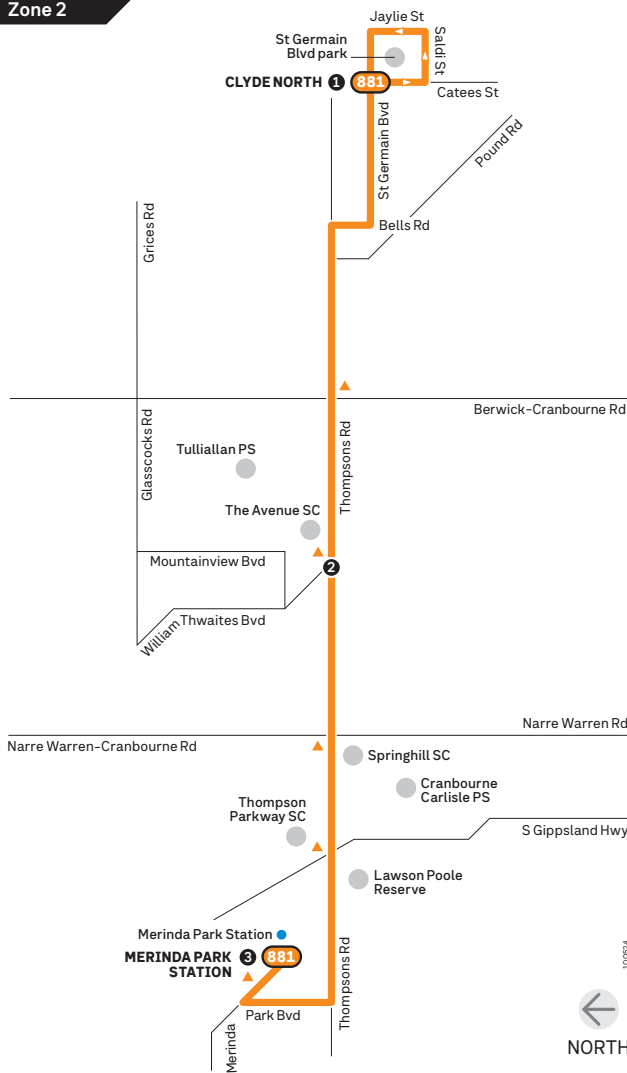 Zone 2
Jaylie St
St Germain
Blvd park
Saldi St
CLYDE NORTH 1 881
Catees St
St Germain Bvd
Pound Rd
Grices Rd
Bells Rd
Berwick-Cranbourne Rd
Glasscocks Rd
Thompsons Rd
Tulliallan PS
The Avenue SC
Mountainview Bvd
2
Thwaites Bvd
William
Narre Warren Rd
Narre Warren-Cranbourne Rd
Springhill SC
Cranbourne
Carlisle PS
Thompson
Parkway SC
S Gippsland Hwy
Lawson Poole
Reserve
Merinda Park Station
MERINDA PARK 3 881
STATION
Thompsons Rd
Park Bvd
Merinda
NORTH